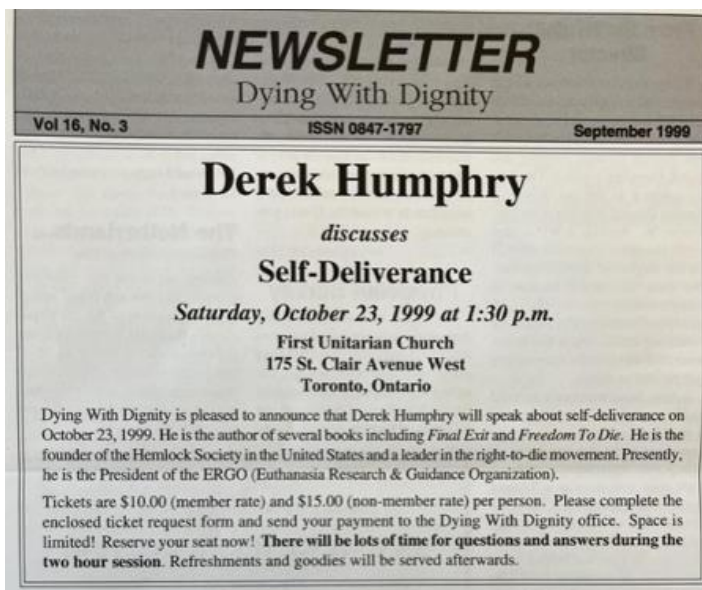 NEWSLETTER
Dying With Dignity
Vol 16, No. 3 ISSN 0847-1797 September 1999
Derek Humphry
discusses
Self-Deliverance
Saturday, October 23, 1999 at 1:30 p.m.
First Unitarian Church
175 St. Clair Avenue West
Toronto, Ontario
Dying With Dignity is pleased to announce that Derek Humphry will speak about self-deliverance on
October 23, 1999. He is the author of several books including Final Exit and Freedom To Die. He is the
founder of the Hemlock Society in the United States and a leader in the right-to-die movement. Presently,
he is the President of the ERGO (Euthanasia Research & Guidance Organization).
Tickets are $10.00 (member rate) and $15.00 (non-member rate) per person. Please complete the
enclosed ticket request form and send your payment to the Dying With Dignity office. Space is
limited! Reserve your seat now! There will be lots of time for questions and answers during the
two hour session. Refreshments and goodies will be served afterwards.